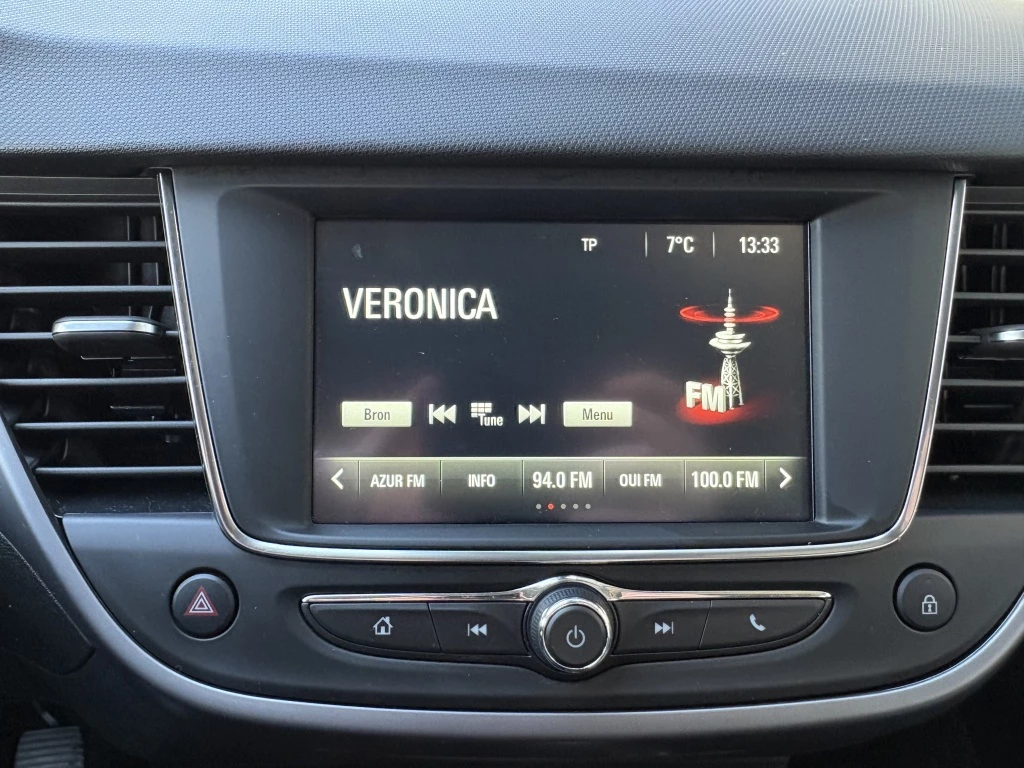 TP 7°C 13:33
VERONICA
FM
Bron Tune Menu
AZUR FM INFO 94.0 FM OUI FM 100.0 FM